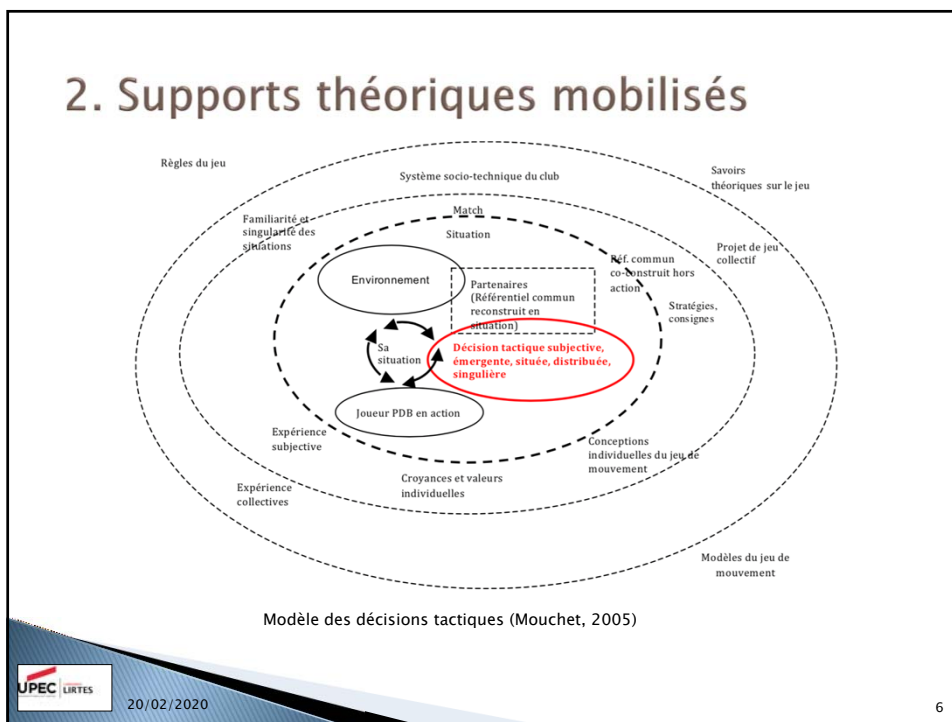 2. Supports théoriques mobilisés
Règles du jeu
Savoirs
théoriques sur le jeu
Système socio-technique du club
Match
Familiarité et
singularité des
situations
Situation
Projet de jeu
collectif
Réf. commun
co-construit hors
action
Environnement
Partenaires
(Référentiel commun
reconstruit en
situation)
Stratégies,
consignes
Sa
situation
Décision tactique subjective,
émergente, située, distribuée,
singulière
Joueur PDB en action
Expérience
subjective
Conceptions
individuelles du jeu de
mouvement
Croyances et valeurs
individuelles
Expérience
collectives
Modèles du jeu de
mouvement
Modèle des décisions tactiques (Mouchet, 2005)
UPEC LIRTES
20/02/2020
6